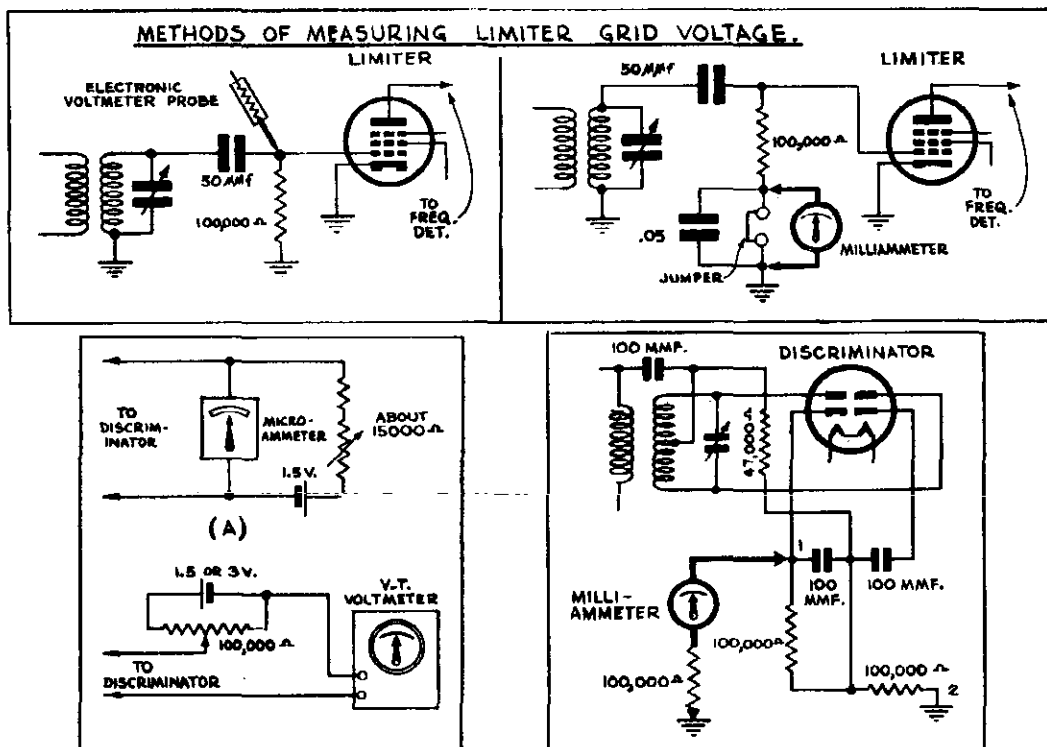 METHODS OF MEASURING LIMITER GRID VOLTAGE.
LIMITER
ELECTRONIC
VOLTMETER PROBE
50 MMf
100,000 Ω
TO
FREQ.
DET.
LIMITER
50 MMf
100,000 Ω
.05
JUMPER
MILLIAMMETER
TO
FREQ.
DET.
TO
DISCRIM-
INATOR
MICRO-
AMMETER
ABOUT
15000 Ω
1.5 V.
(A)
1.5 OR 3 V.
100,000 Ω
TO
DISCRIMINATOR
V.-T.
VOLTMETER
100 MMF.
DISCRIMINATOR
47,000 Ω
1
100
MMF.
100 MMF.
MILLI-
AMMETER
100,000 Ω
100,000 Ω
100,000 Ω
2